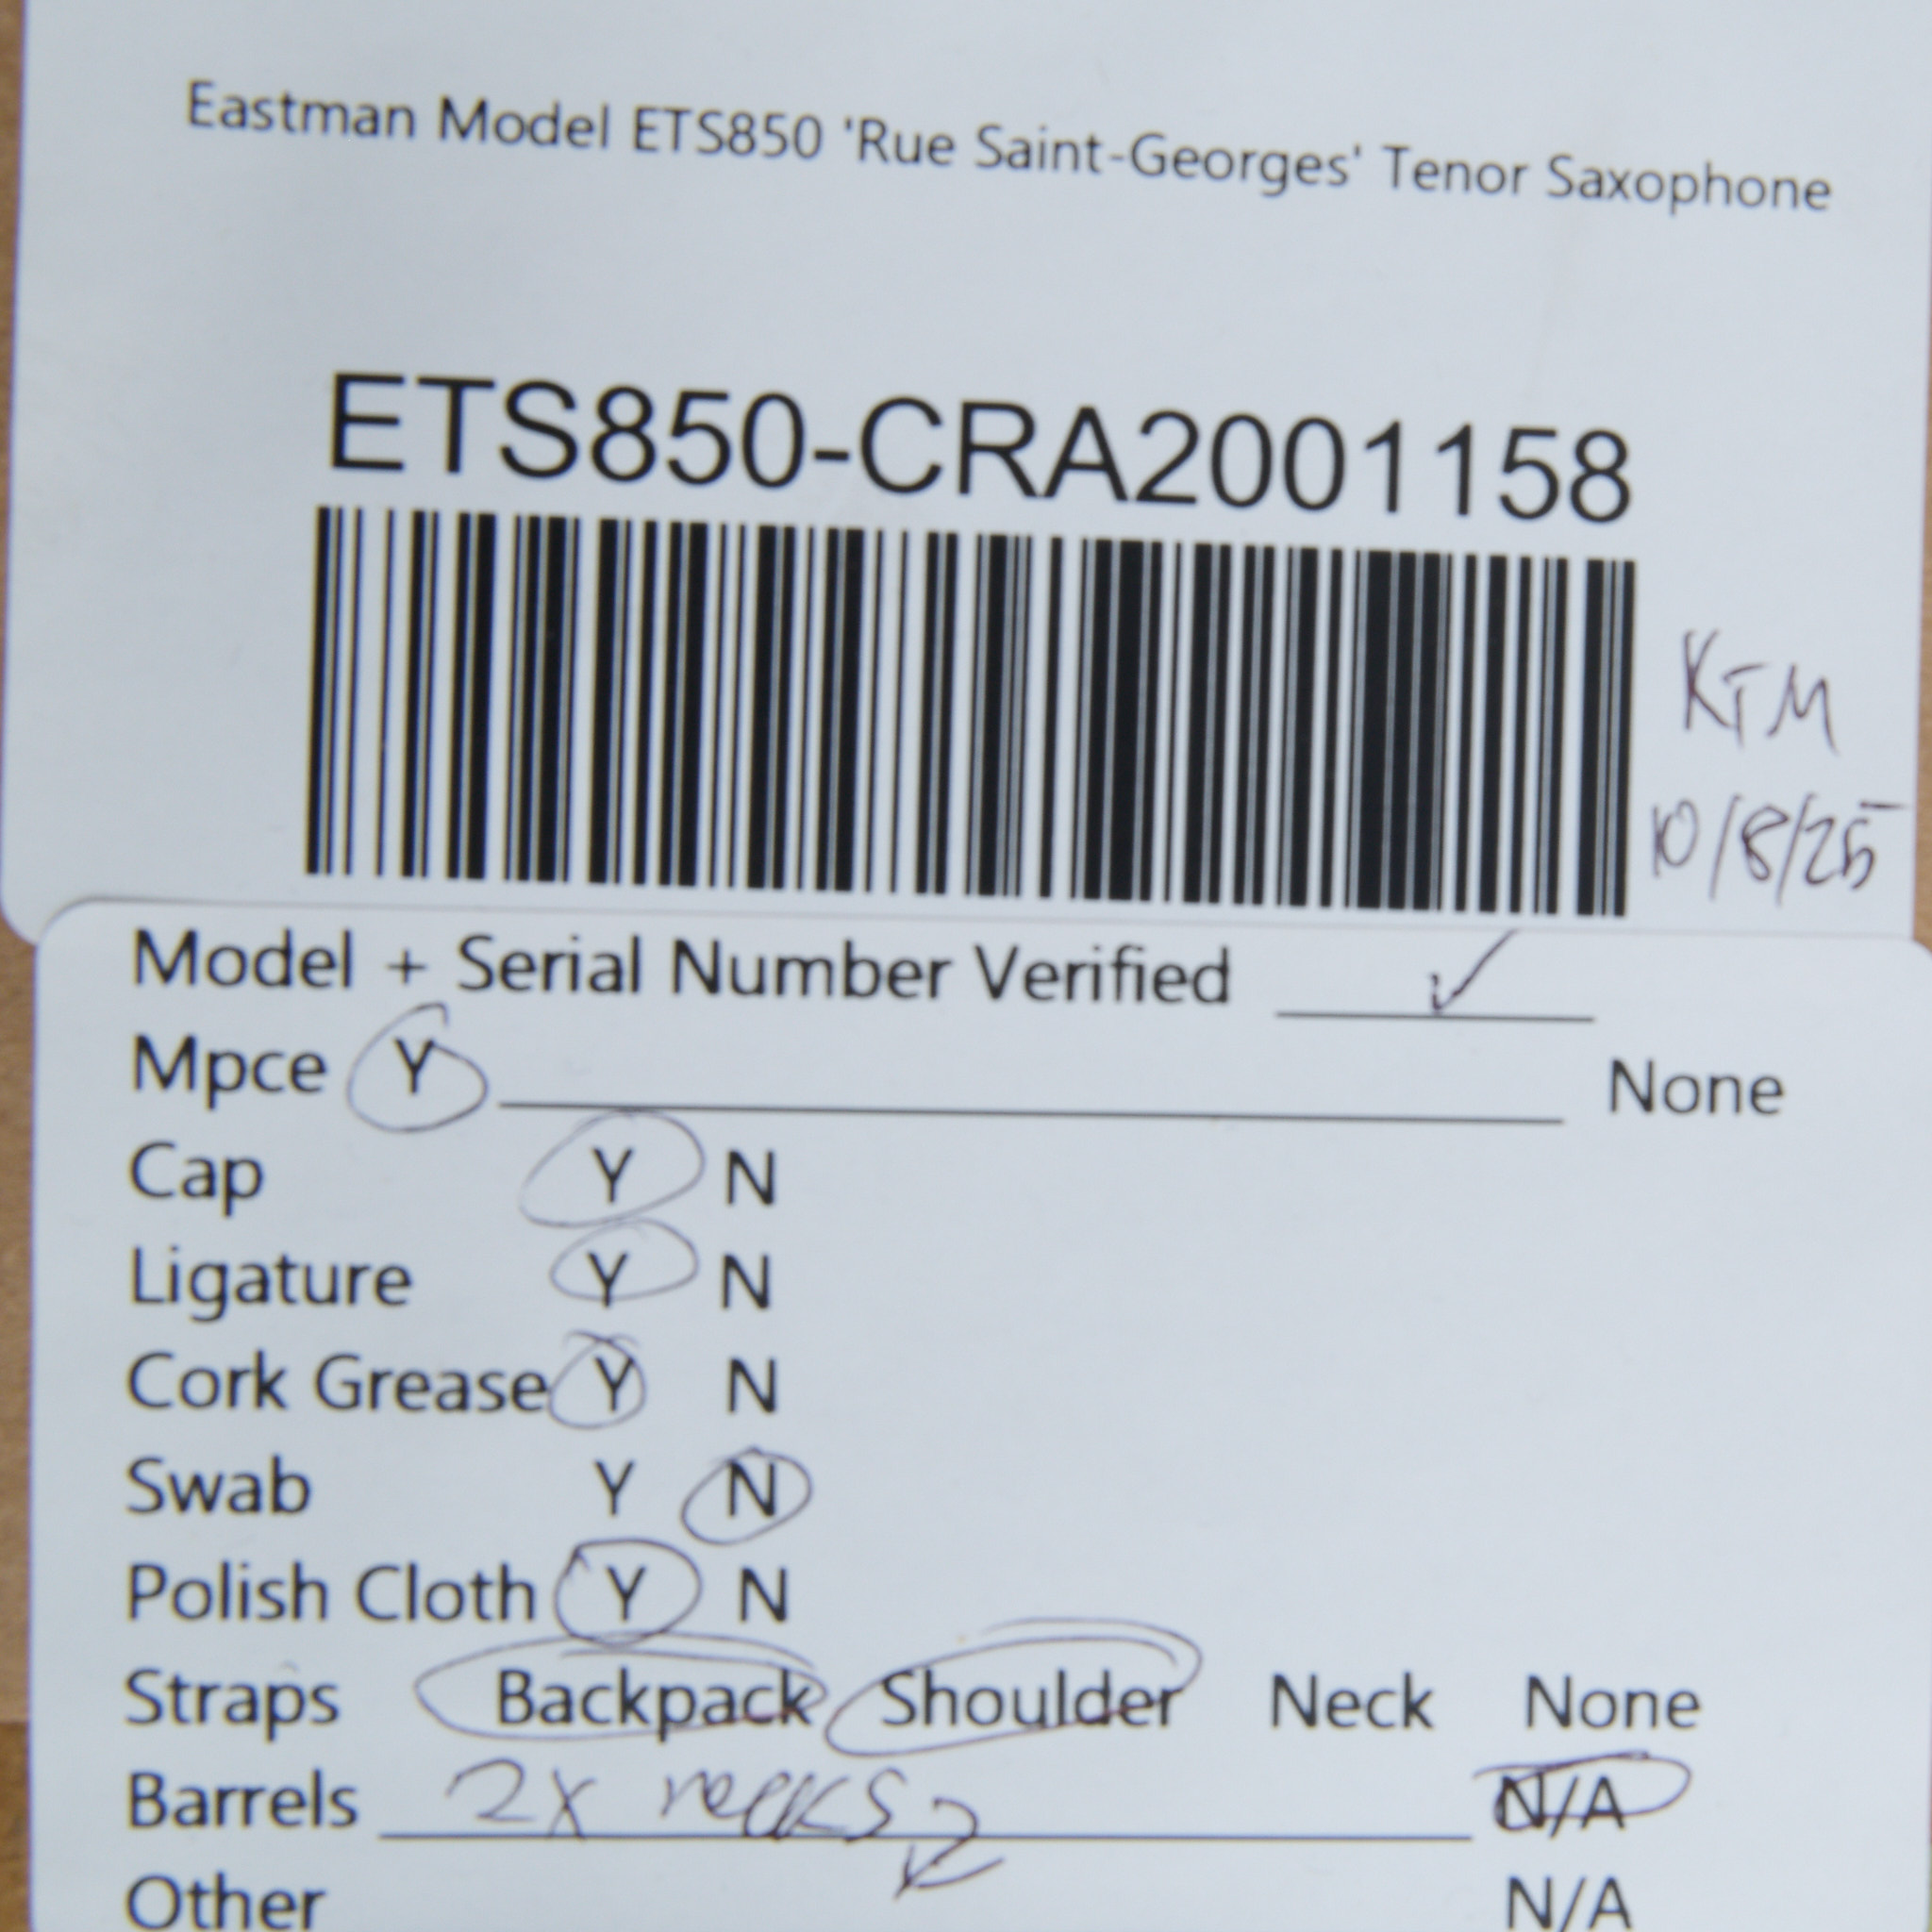 Eastman Model ETS850 'Rue Saint-Georges' Tenor Saxophone
ETS850-CRA2001158
KTM
10/8/25
Model + Serial Number Verified ✓
Mpce Y None
Cap Y N
Ligature Y N
Cork Grease Y N
Swab Y N
Polish Cloth Y N
Straps Backpack Shoulder Neck None
Barrels 2x necks N/A
Other N/A